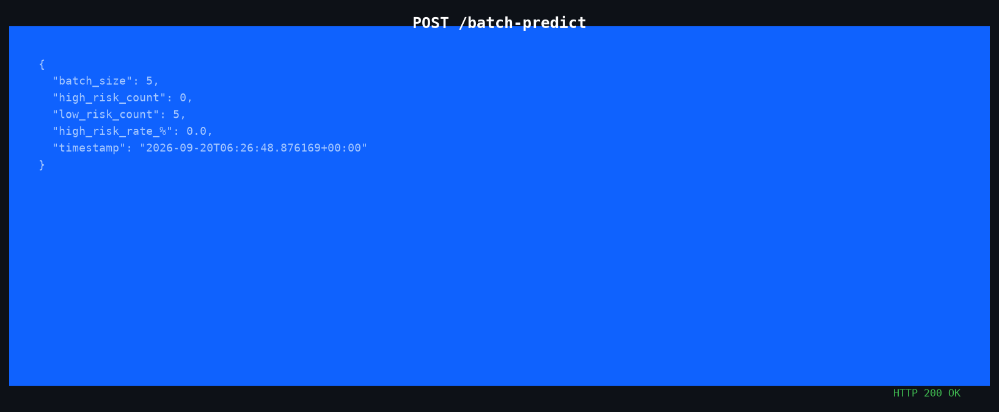 POST /batch-predict
{
  "batch_size": 5,
  "high_risk_count": 0,
  "low_risk_count": 5,
  "high_risk_rate_%": 0.0,
  "timestamp": "2026-09-20T06:26:48.876169+00:00"
}
HTTP 200 OK